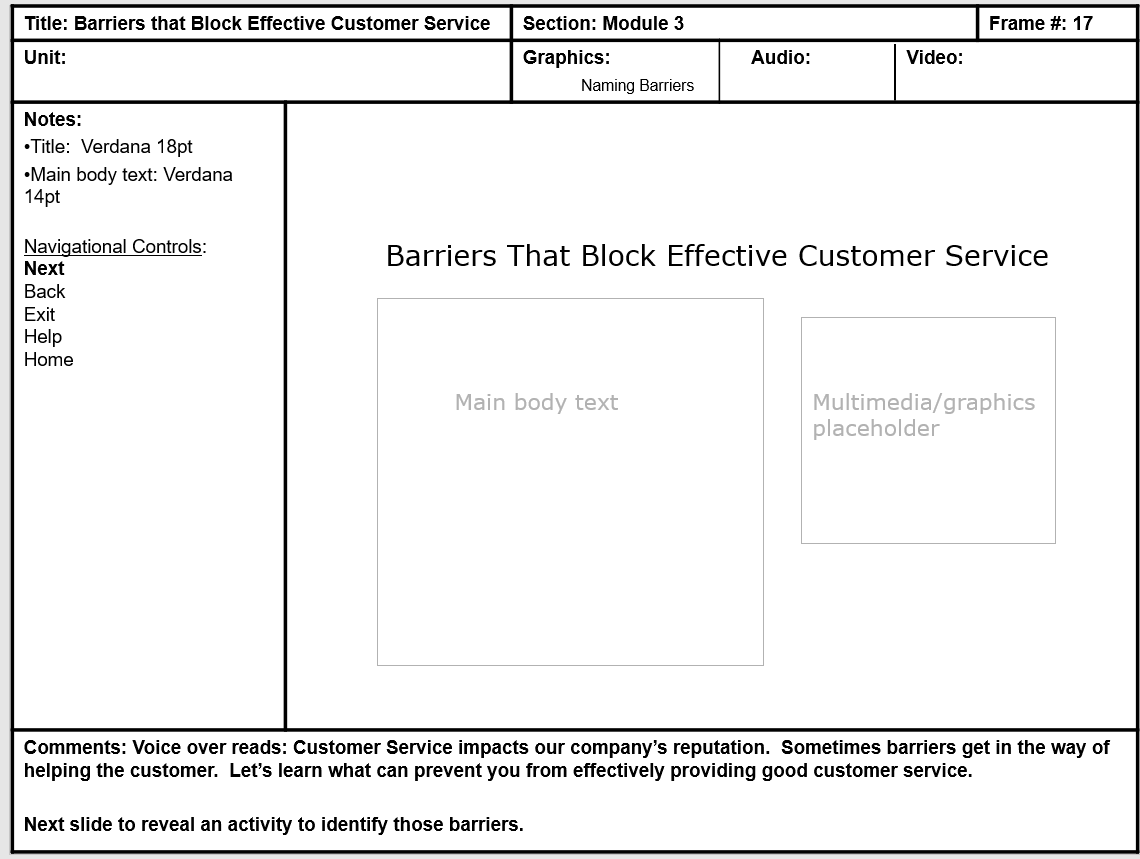 Title: Barriers that Block Effective Customer Service
Section: Module 3
Frame #: 17
Unit:
Graphics:
Naming Barriers
Audio:
Video:
Notes:
•Title:  Verdana 18pt
•Main body text: Verdana
14pt
Navigational Controls:
Next
Back
Exit
Help
Home
Barriers That Block Effective Customer Service
Main body text
Multimedia/graphics
placeholder
Comments: Voice over reads: Customer Service impacts our company’s reputation.  Sometimes barriers get in the way of
helping the customer.  Let’s learn what can prevent you from effectively providing good customer service.
Next slide to reveal an activity to identify those barriers.